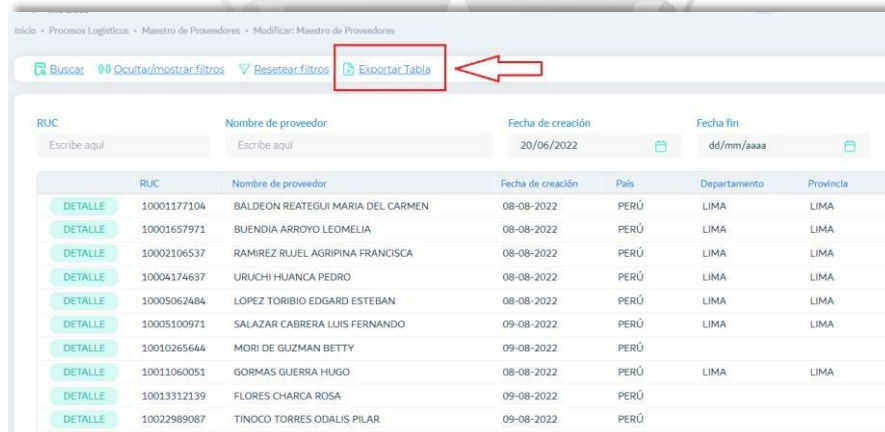 Inicio • Procesos Logísticos • Maestro de Proveedores • Modificar: Maestro de Proveedores
Buscar Ocultar/mostrar filtros Resetear filtros Exportar Tabla
RUC Nombre de proveedor Fecha de creación Fecha fin
Escribe aquí Escribe aquí 20/06/2022 dd/mm/aaaa
RUC Nombre de proveedor Fecha de creación País Departamento Provincia
DETALLE 10001177104 BALDEON REATEGUI MARIA DEL CARMEN 08-08-2022 PERÚ LIMA LIMA
DETALLE 10001657971 BUENDIA ARROYO LEOMELIA 08-08-2022 PERÚ LIMA LIMA
DETALLE 10002106537 RAMIREZ RUJEL AGRIPINA FRANCISCA 08-08-2022 PERÚ LIMA LIMA
DETALLE 10004174637 URUCHI HUANCA PEDRO 08-08-2022 PERÚ LIMA LIMA
DETALLE 10005062484 LOPEZ TORIBIO EDGARD ESTEBAN 08-08-2022 PERÚ LIMA LIMA
DETALLE 10005100971 SALAZAR CABRERA LUIS FERNANDO 09-08-2022 PERÚ LIMA LIMA
DETALLE 10010265644 MORI DE GUZMAN BETTY 09-08-2022 PERÚ
DETALLE 10011060051 GORMAS GUERRA HUGO 08-08-2022 PERÚ LIMA LIMA
DETALLE 10013312139 FLORES CHARCA ROSA 09-08-2022 PERÚ
DETALLE 10022989087 TINOCO TORRES ODALIS PILAR 09-08-2022 PERÚ